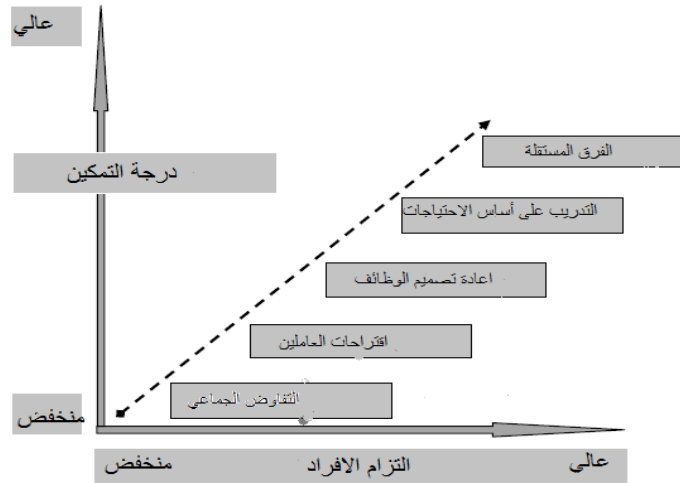 عالي
الفرق المستقلة
درجة التمكين
التدريب على أساس الاحتياجات
اعادة تصميم الوظائف
اقتراحات العاملين
التفاوض الجماعي
منخفض
منخفض
التزام الافراد
عالي